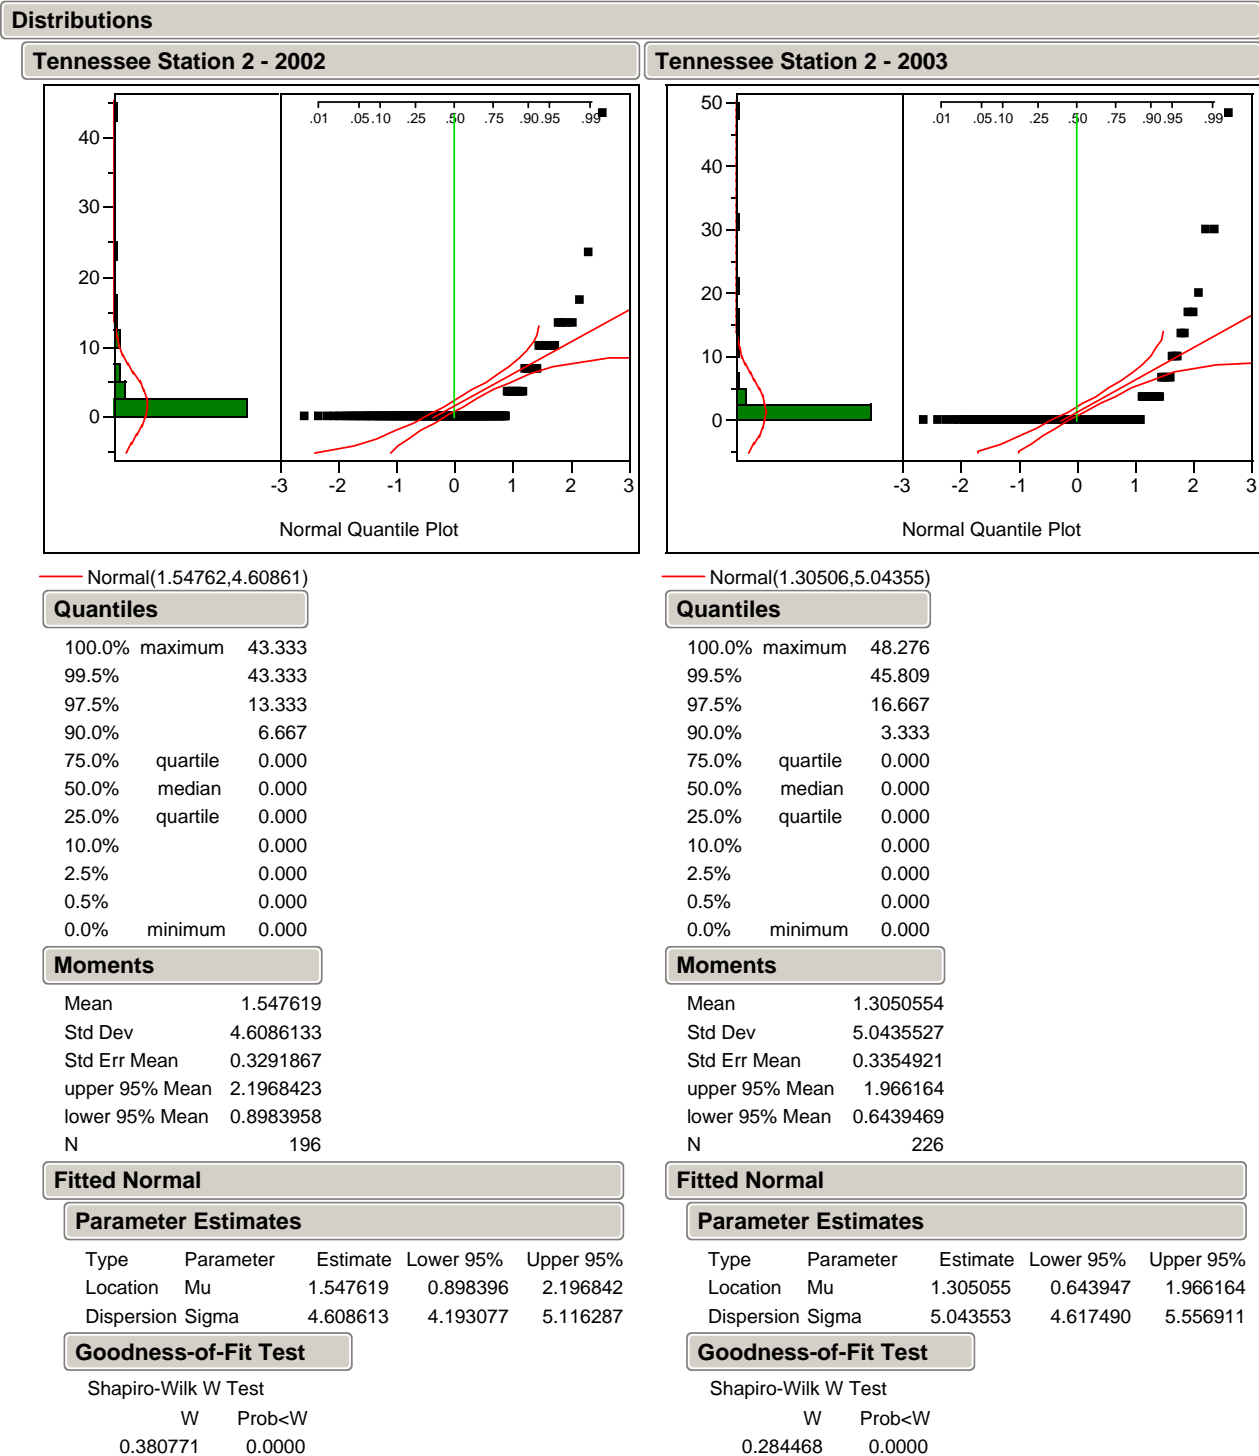 Distributions
Tennessee Station 2 - 2002
40
30
20
10
0
.01 .05 .10 .25 .50 .75 .90 .95 .99
-3 -2 -1 0 1 2 3
Normal Quantile Plot
Normal(1.54762,4.60861)
Quantiles
100.0% maximum 43.333
99.5% 43.333
97.5% 13.333
90.0% 6.667
75.0% quartile 0.000
50.0% median 0.000
25.0% quartile 0.000
10.0% 0.000
2.5% 0.000
0.5% 0.000
0.0% minimum 0.000
Moments
Mean 1.547619
Std Dev 4.6086133
Std Err Mean 0.3291867
upper 95% Mean 2.1968423
lower 95% Mean 0.8983958
N 196
Fitted Normal
Parameter Estimates
Type Parameter Estimate Lower 95% Upper 95%
Location Mu 1.547619 0.898396 2.196842
Dispersion Sigma 4.608613 4.193077 5.116287
Goodness-of-Fit Test
Shapiro-Wilk W Test
W Prob<W
0.380771 0.0000
Tennessee Station 2 - 2003
50
40
30
20
10
0
.01 .05 .10 .25 .50 .75 .90 .95 .99
-3 -2 -1 0 1 2 3
Normal Quantile Plot
Normal(1.30506,5.04355)
Quantiles
100.0% maximum 48.276
99.5% 45.809
97.5% 16.667
90.0% 3.333
75.0% quartile 0.000
50.0% median 0.000
25.0% quartile 0.000
10.0% 0.000
2.5% 0.000
0.5% 0.000
0.0% minimum 0.000
Moments
Mean 1.3050554
Std Dev 5.0435527
Std Err Mean 0.3354921
upper 95% Mean 1.966164
lower 95% Mean 0.6439469
N 226
Fitted Normal
Parameter Estimates
Type Parameter Estimate Lower 95% Upper 95%
Location Mu 1.305055 0.643947 1.966164
Dispersion Sigma 5.043553 4.617490 5.556911
Goodness-of-Fit Test
Shapiro-Wilk W Test
W Prob<W
0.284468 0.0000